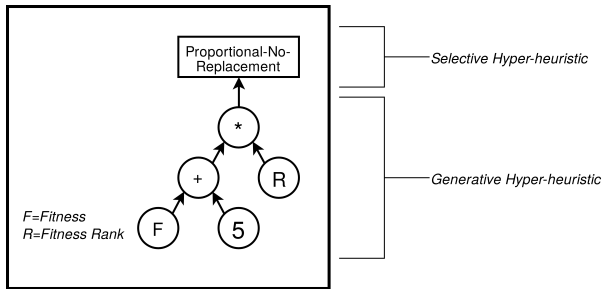 Proportional-No-
Replacement
Selective Hyper-heuristic
*
+
R
Generative Hyper-heuristic
F
5
F=Fitness
R=Fitness Rank